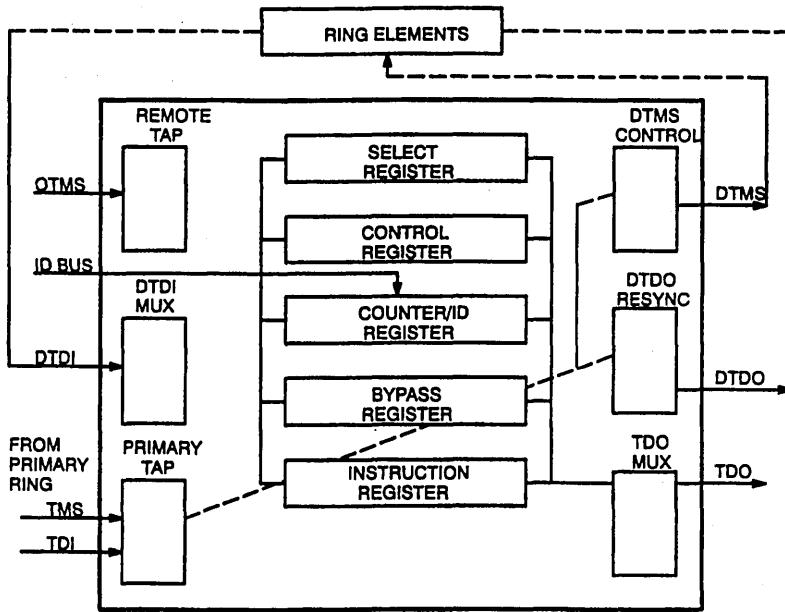 RING ELEMENTS
REMOTE
TAP
OTMS
SELECT
REGISTER
DTMS
CONTROL
DTMS
CONTROL
REGISTER
ID BUS
DTDI
MUX
COUNTER/ID
REGISTER
DTDO
RESYNC
DTDI
BYPASS
REGISTER
DTDO
FROM
PRIMARY
RING
PRIMARY
TAP
INSTRUCTION
REGISTER
TDO
MUX
TDO
TMS
TDI